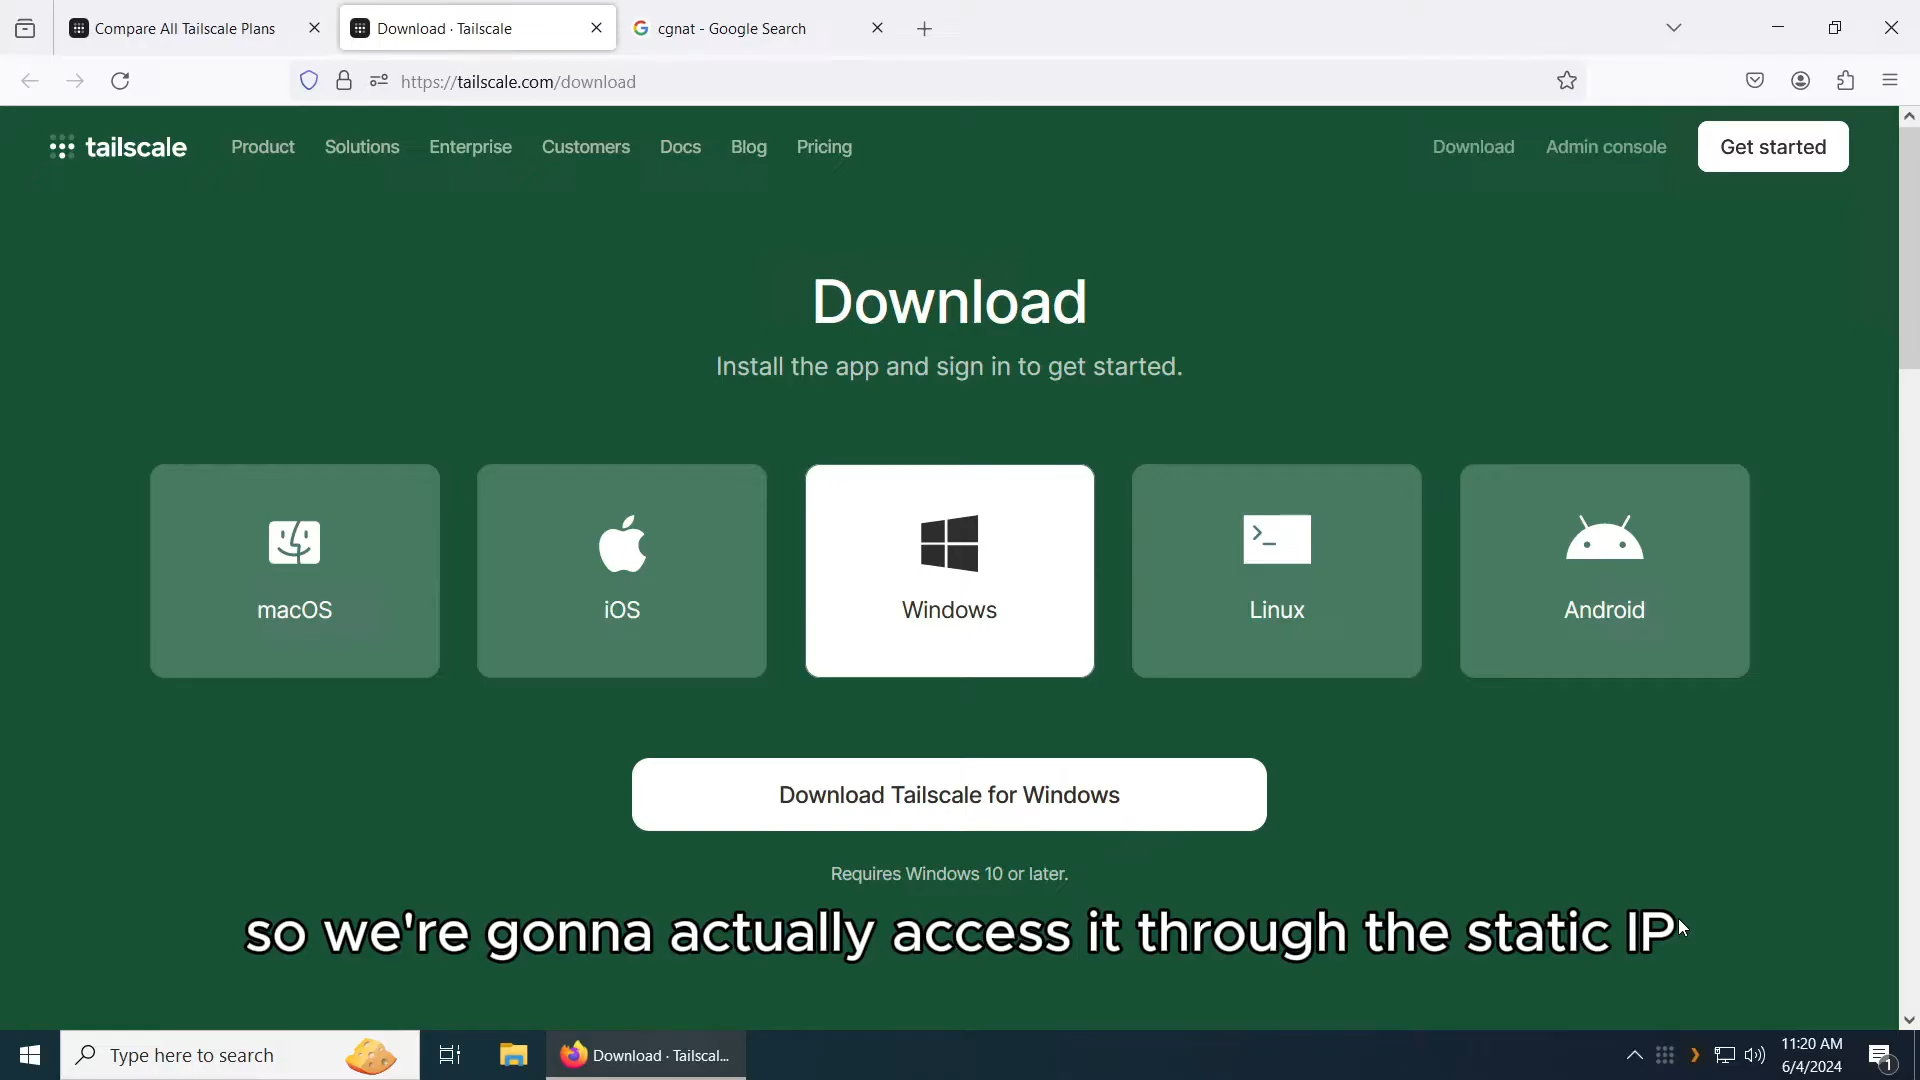 Compare All Tailscale Plans
Download · Tailscale
cgnat - Google Search
https://tailscale.com/download
tailscale
Product
Solutions
Enterprise
Customers
Docs
Blog
Pricing
Download
Admin console
Get started
Download
Install the app and sign in to get started.
macOS
iOS
Windows
Linux
Android
Download Tailscale for Windows
Requires Windows 10 or later.
so we're gonna actually access it through the static IP
Type here to search
Download · Tailscal...
11:20 AM
6/4/2024
1